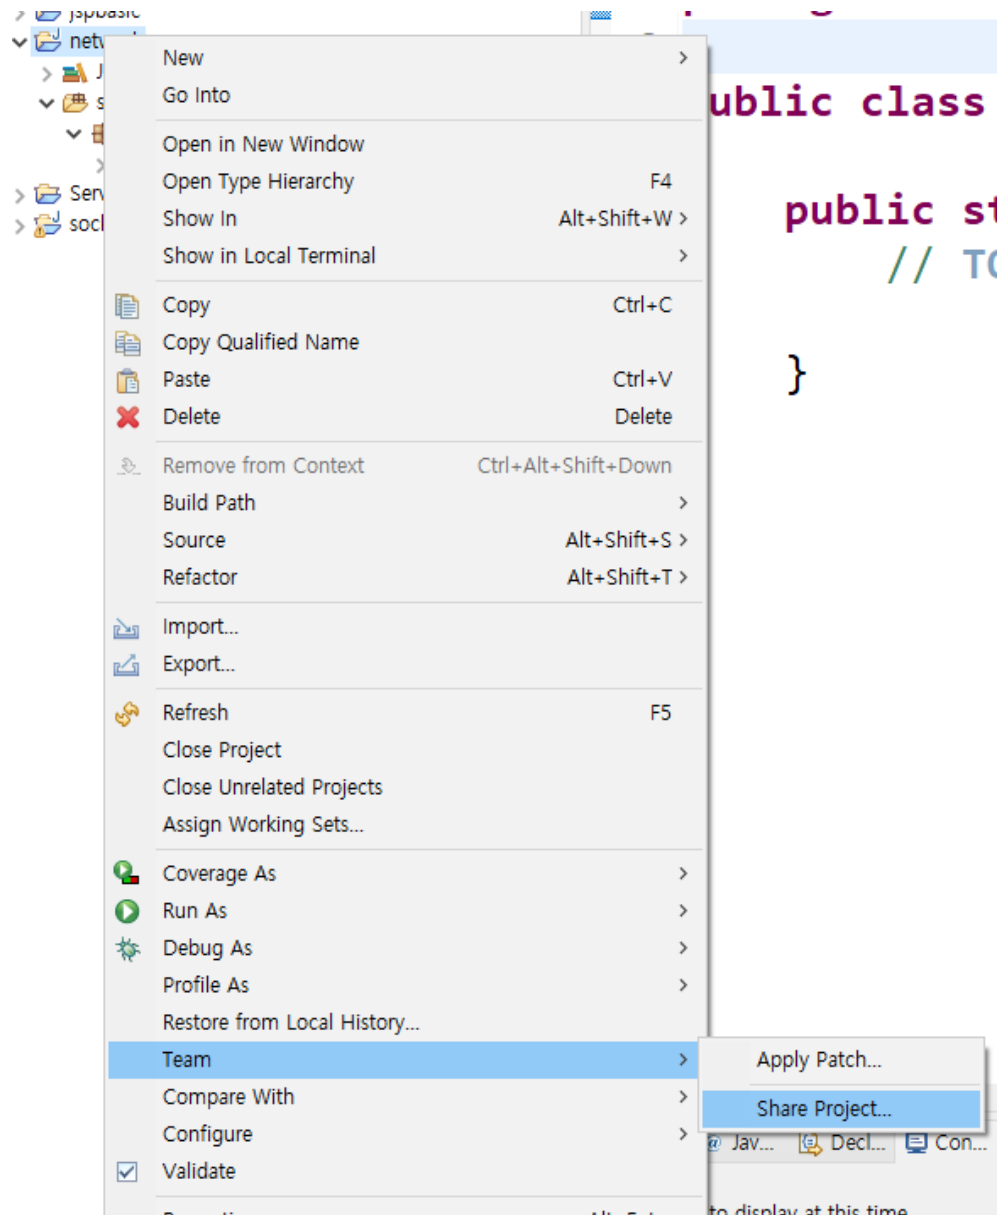 jspbasic
New
Go Into
Open in New Window
Open Type Hierarchy F4
Show In Alt+Shift+W
Show in Local Terminal
Copy Ctrl+C
Copy Qualified Name
Paste Ctrl+V
Delete Delete
Remove from Context Ctrl+Alt+Shift+Down
Build Path
Source Alt+Shift+S
Refactor Alt+Shift+T
Import...
Export...
Refresh F5
Close Project
Close Unrelated Projects
Assign Working Sets...
Coverage As
Run As
Debug As
Profile As
Restore from Local History...
Team
Compare With
Configure
Validate
Apply Patch...
Share Project...
ublic class
public st
// TO
}
@ Jav... Decl... Con...
to display at this time.